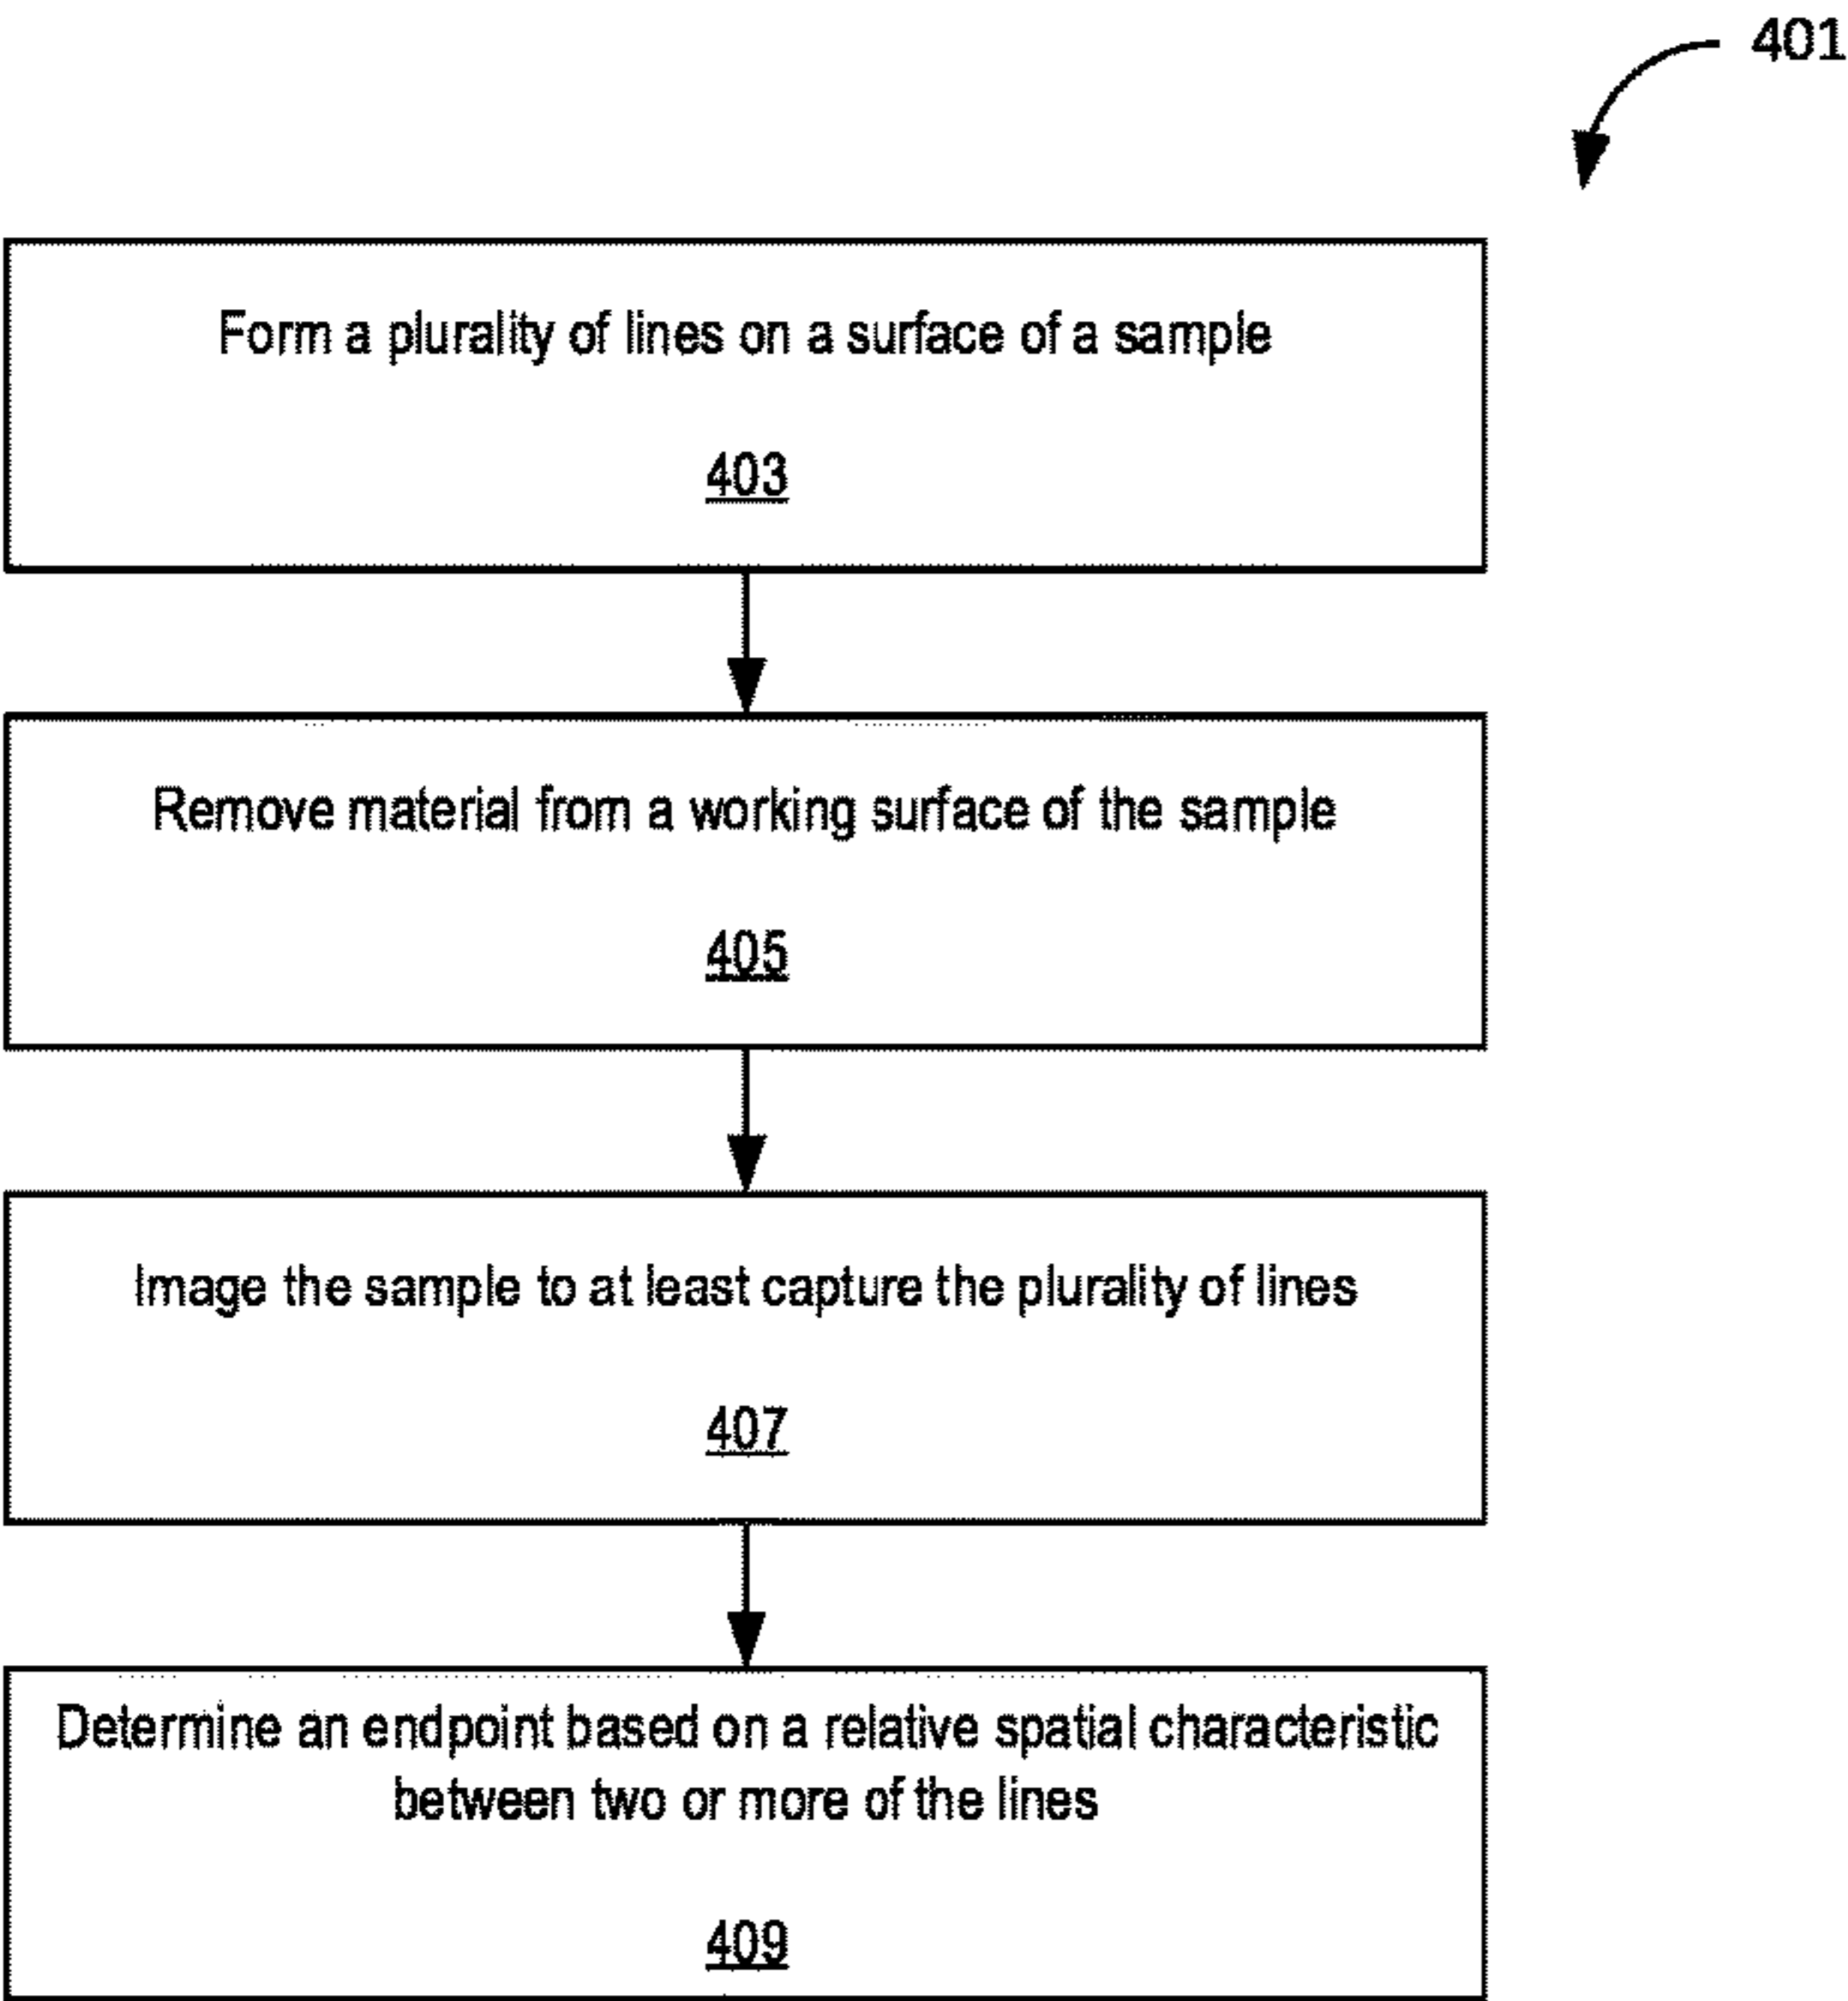 401
Form a plurality of lines on a surface of a sample
403
Remove material from a working surface of the sample
405
Image the sample to at least capture the plurality of lines
407
Determine an endpoint based on a relative spatial characteristic
between two or more of the lines
409